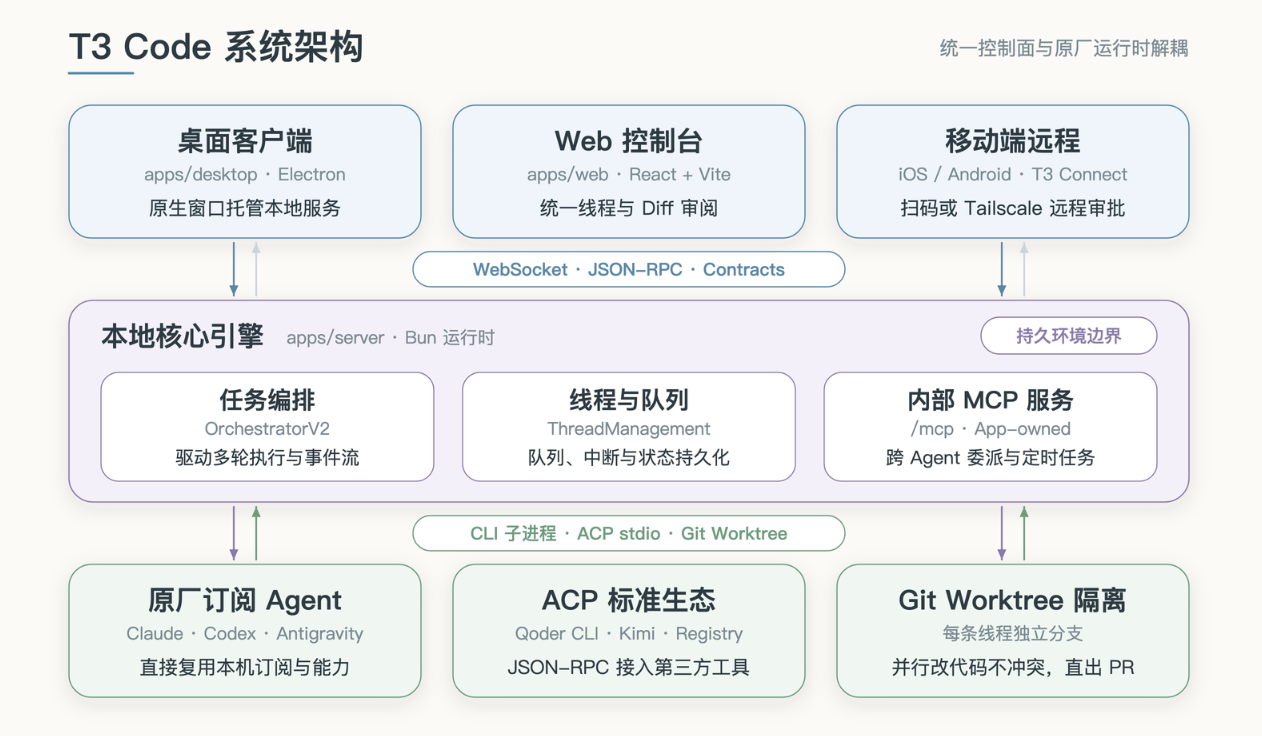 T3 Code 系统架构
统一控制面与原厂运行时解耦
桌面客户端
apps/desktop · Electron
原生窗口托管本地服务
Web 控制台
apps/web · React + Vite
统一线程与 Diff 审阅
移动端远程
iOS / Android · T3 Connect
扫码或 Tailscale 远程审批
WebSocket · JSON-RPC · Contracts
本地核心引擎 apps/server · Bun 运行时
持久环境边界
任务编排
OrchestratorV2
驱动多轮执行与事件流
线程与队列
ThreadManagement
队列、中断与状态持久化
内部 MCP 服务
/mcp · App-owned
跨 Agent 委派与定时任务
CLI 子进程 · ACP stdio · Git Worktree
原厂订阅 Agent
Claude · Codex · Antigravity
直接复用本机订阅与能力
ACP 标准生态
Qoder CLI · Kimi · Registry
JSON-RPC 接入第三方工具
Git Worktree 隔离
每条线程独立分支
并行改代码不冲突，直出 PR